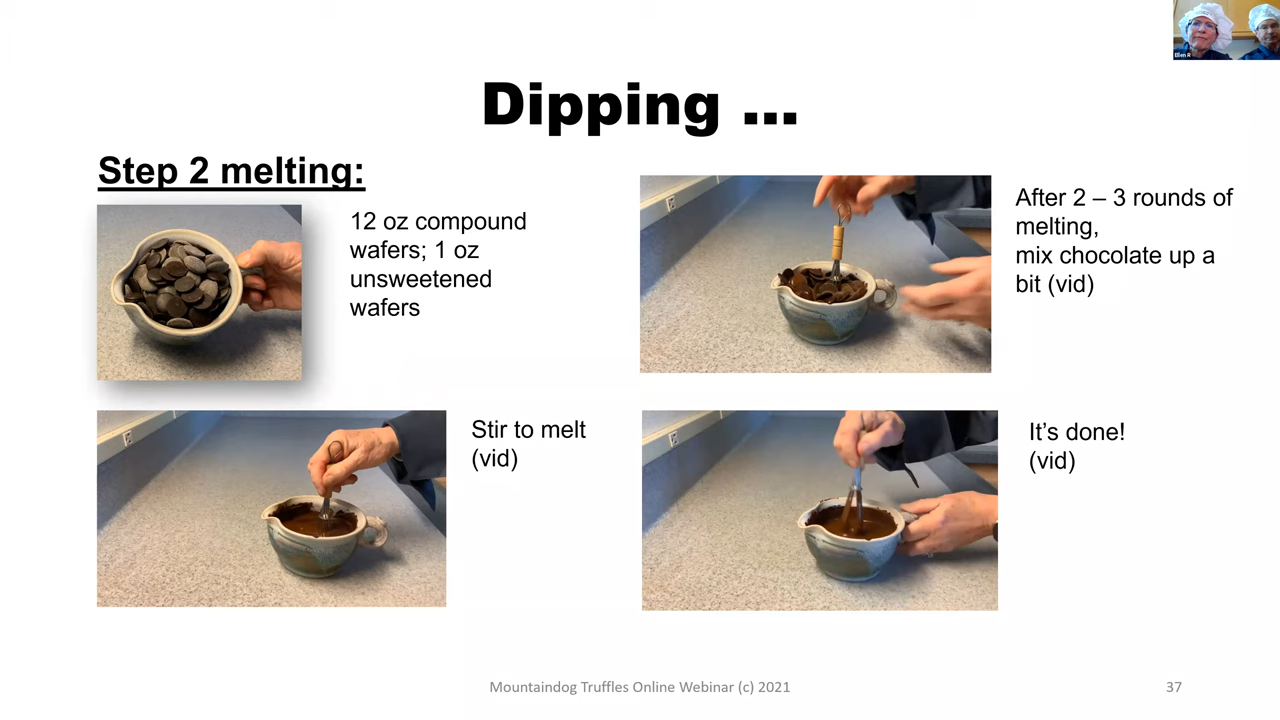 Ellen R
Dipping ...
Step 2 melting:
12 oz compound
wafers; 1 oz
unsweetened
wafers
After 2 – 3 rounds of
melting,
mix chocolate up a
bit (vid)
Stir to melt
(vid)
It’s done!
(vid)
Mountaindog Truffles Online Webinar (c) 2021
37